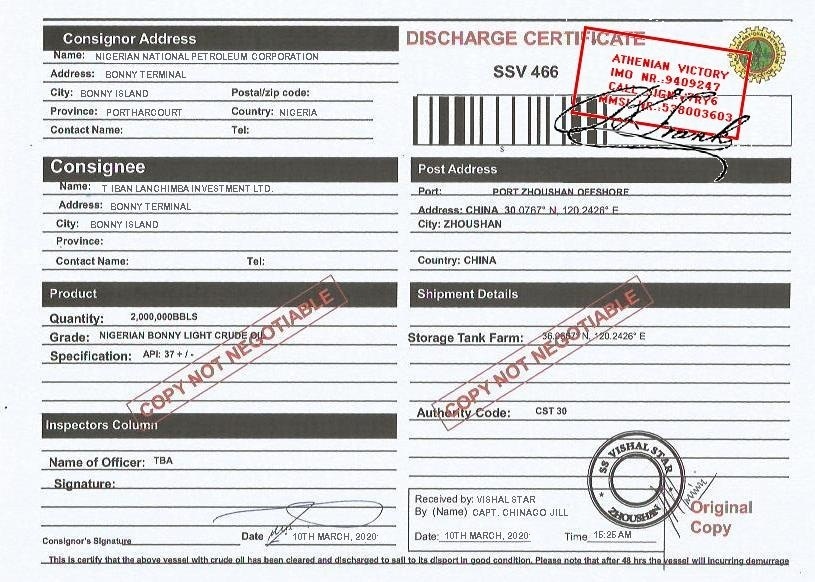 Consignor Address
Name: NIGERIAN NATIONAL PETROLEUM CORPORATION
Address: BONNY TERMINAL
City: BONNY ISLAND Postal/zip code:
Province: PORTHARCOURT Country: NIGERIA
Contact Name: Tel:
DISCHARGE CERTIFICATE
SSV 466
ATHENIAN VICTORY
IMO NR.:9409247
CALL SIGN:V7RY6
MMSI NR.:538003603
S
Consignee
Name: T IBAN LANCHIMBA INVESTMENT LTD.
Address: BONNY TERMINAL
City: BONNY ISLAND
Province:
Contact Name: Tel:
Post Address
Port: PORT ZHOUSHAN OFFSHORE
Address: CHINA 30.0767° N, 120.2426° E
City: ZHOUSHAN
Country: CHINA
Product
Quantity: 2,000,000BBLS
Grade: NIGERIAN BONNY LIGHT CRUDE OIL
Specification: API: 37 + / -
COPY NOT NEGOTIABLE
Shipment Details
Storage Tank Farm: N, 120.2426° E
Authority Code: CST 30
COPY NOT NEGOTIABLE
Inspectors Column
Name of Officer: TBA
Signature:
Consignor's Signature Date 10TH MARCH, 2020
SS VISHAL STAR
ZHOUSHAN
Received by: VISHAL STAR
By (Name) CAPT. CHINAGO JILL
Date: 10TH MARCH, 2020 Time 15:25 AM
Original
Copy
This is certify that the above vessel with crude oil has been cleared and discharged to sail to its disport in good condition. Please note that after 48 hrs the vessel will incurring demurrage